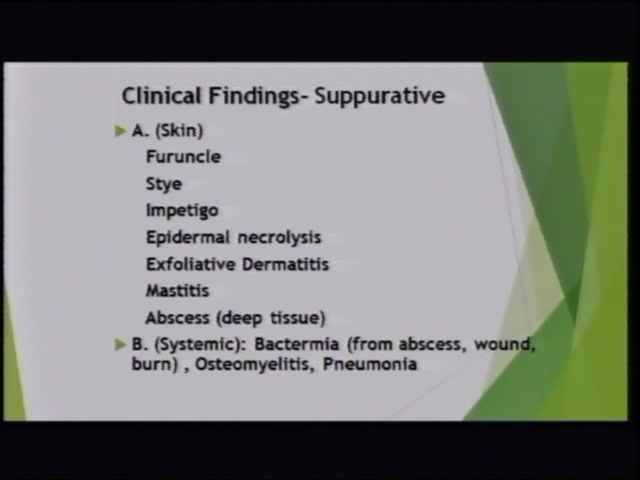 Clinical Findings- Suppurative
A. (Skin)
Furuncle
Stye
Impetigo
Epidermal necrolysis
Exfoliative Dermatitis
Mastitis
Abscess (deep tissue)
B. (Systemic): Bactermia (from abscess, wound,
burn) , Osteomyelitis, Pneumonia